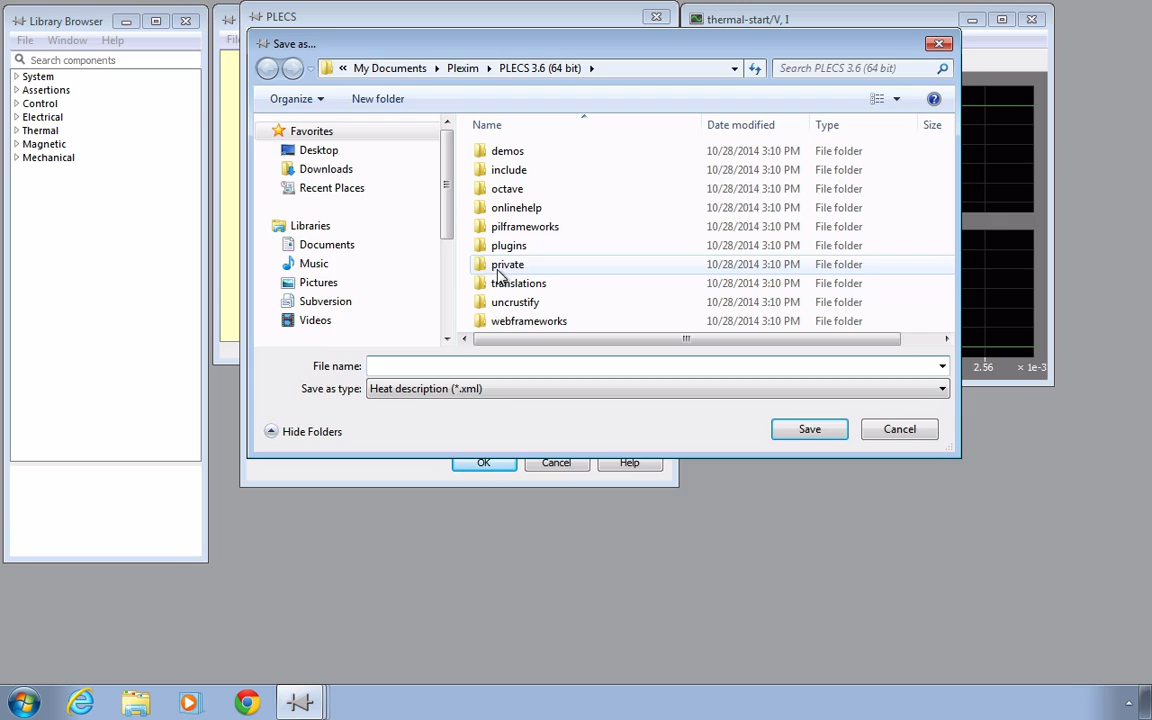 Library Browser
File Window Help
Search components
System
Assertions
Control
Electrical
Thermal
Magnetic
Mechanical
PLECS
thermal-start/V, I
Save as...
« My Documents Plexim PLECS 3.6 (64 bit)
Search PLECS 3.6 (64 bit)
Organize New folder
Favorites
Desktop
Downloads
Recent Places
Libraries
Documents
Music
Pictures
Subversion
Videos
Name Date modified Type Size
demos 10/28/2014 3:10 PM File folder
include 10/28/2014 3:10 PM File folder
octave 10/28/2014 3:10 PM File folder
onlinehelp 10/28/2014 3:10 PM File folder
pilframeworks 10/28/2014 3:10 PM File folder
plugins 10/28/2014 3:10 PM File folder
private 10/28/2014 3:10 PM File folder
translations 10/28/2014 3:10 PM File folder
uncrustify 10/28/2014 3:10 PM File folder
webframeworks 10/28/2014 3:10 PM File folder
File name:
Save as type: Heat description (*.xml)
Hide Folders
Save Cancel
OK Cancel Help
2.56 × 1e-3